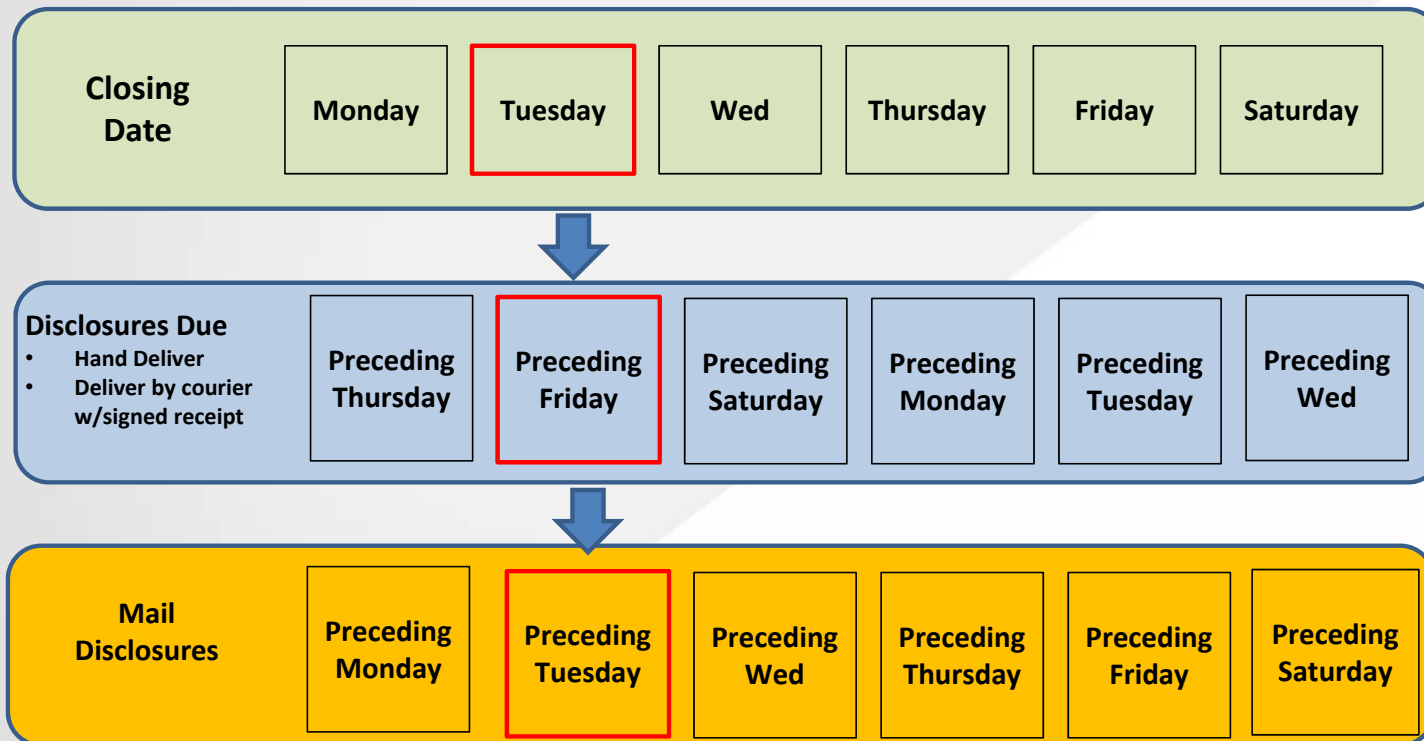 Closing
Date
Monday
Tuesday
Wed
Thursday
Friday
Saturday
Disclosures Due
• Hand Deliver
• Deliver by courier
w/signed receipt
Preceding
Thursday
Preceding
Friday
Preceding
Saturday
Preceding
Monday
Preceding
Tuesday
Preceding
Wed
Mail
Disclosures
Preceding
Monday
Preceding
Tuesday
Preceding
Wed
Preceding
Thursday
Preceding
Friday
Preceding
Saturday